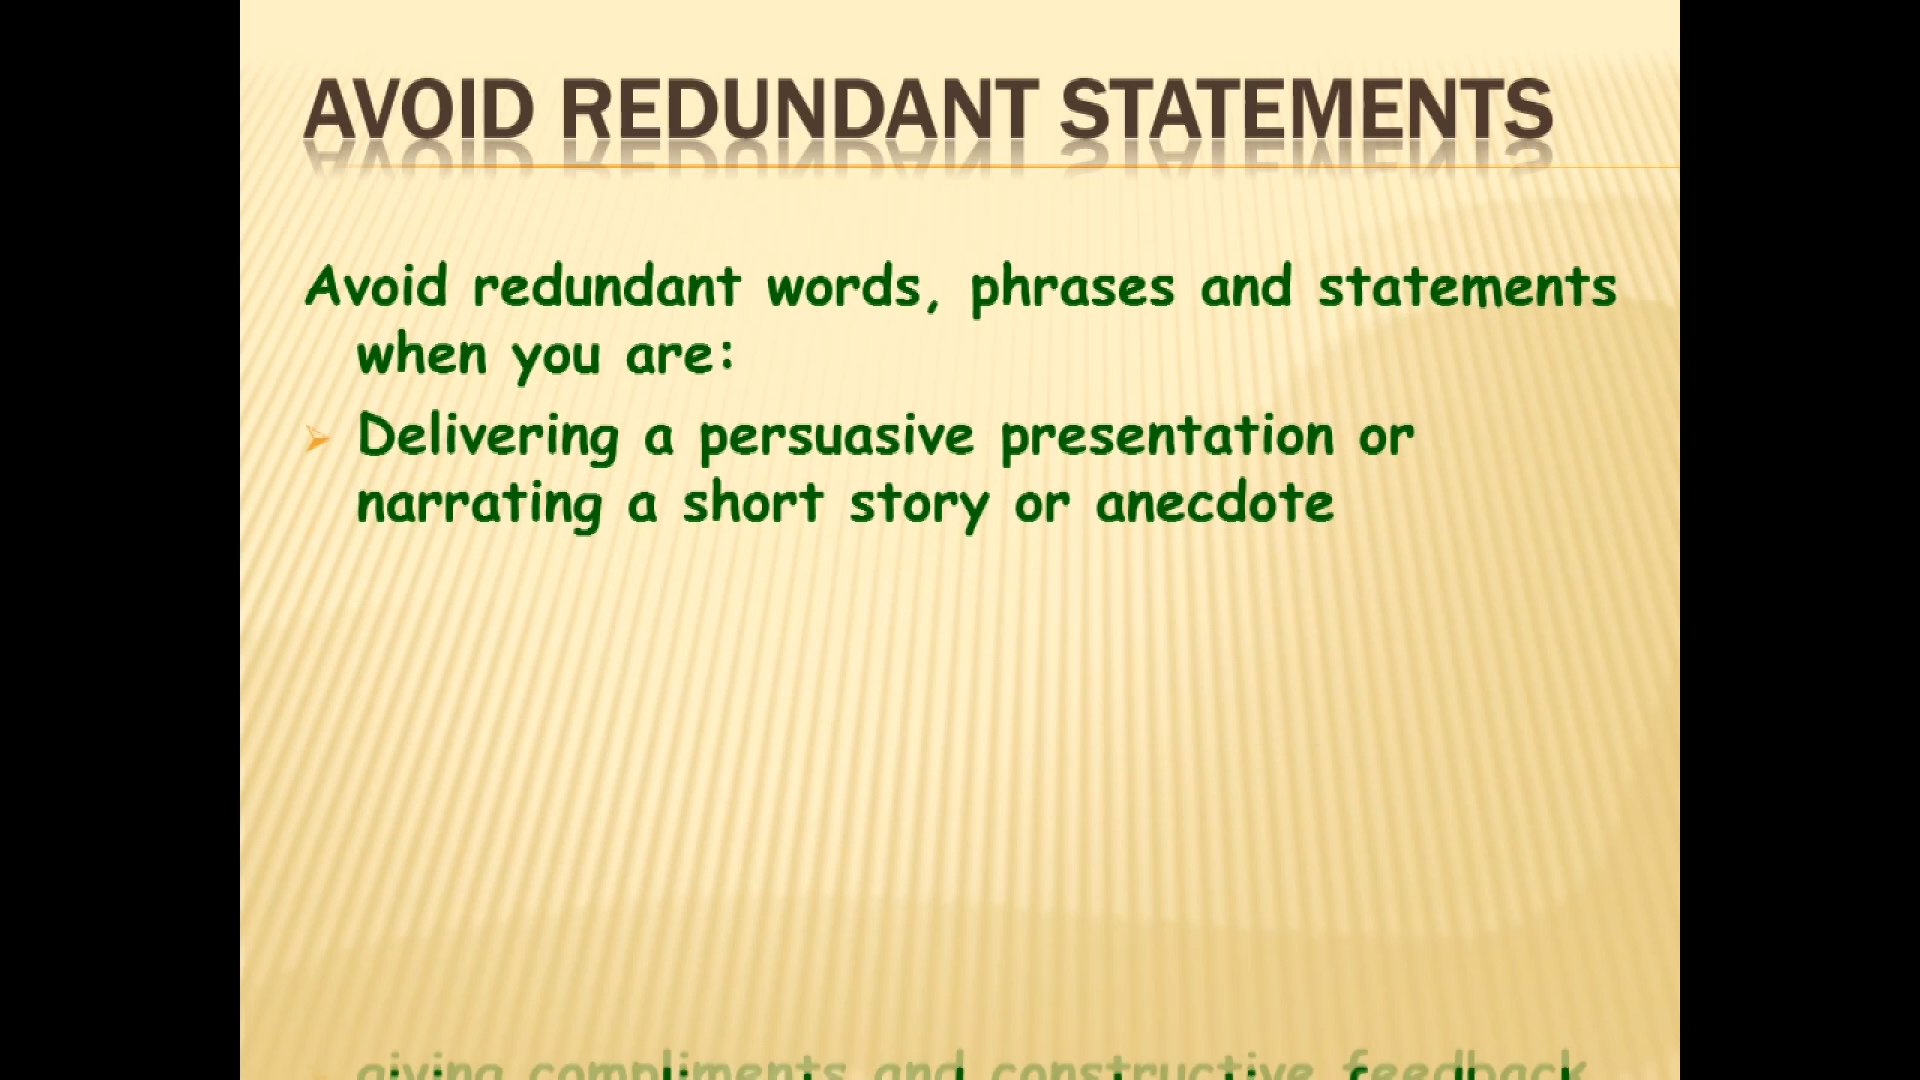 AVOID REDUNDANT STATEMENTS
Avoid redundant words, phrases and statements
when you are:
Delivering a persuasive presentation or
narrating a short story or anecdote
giving compliments and constructive feedback